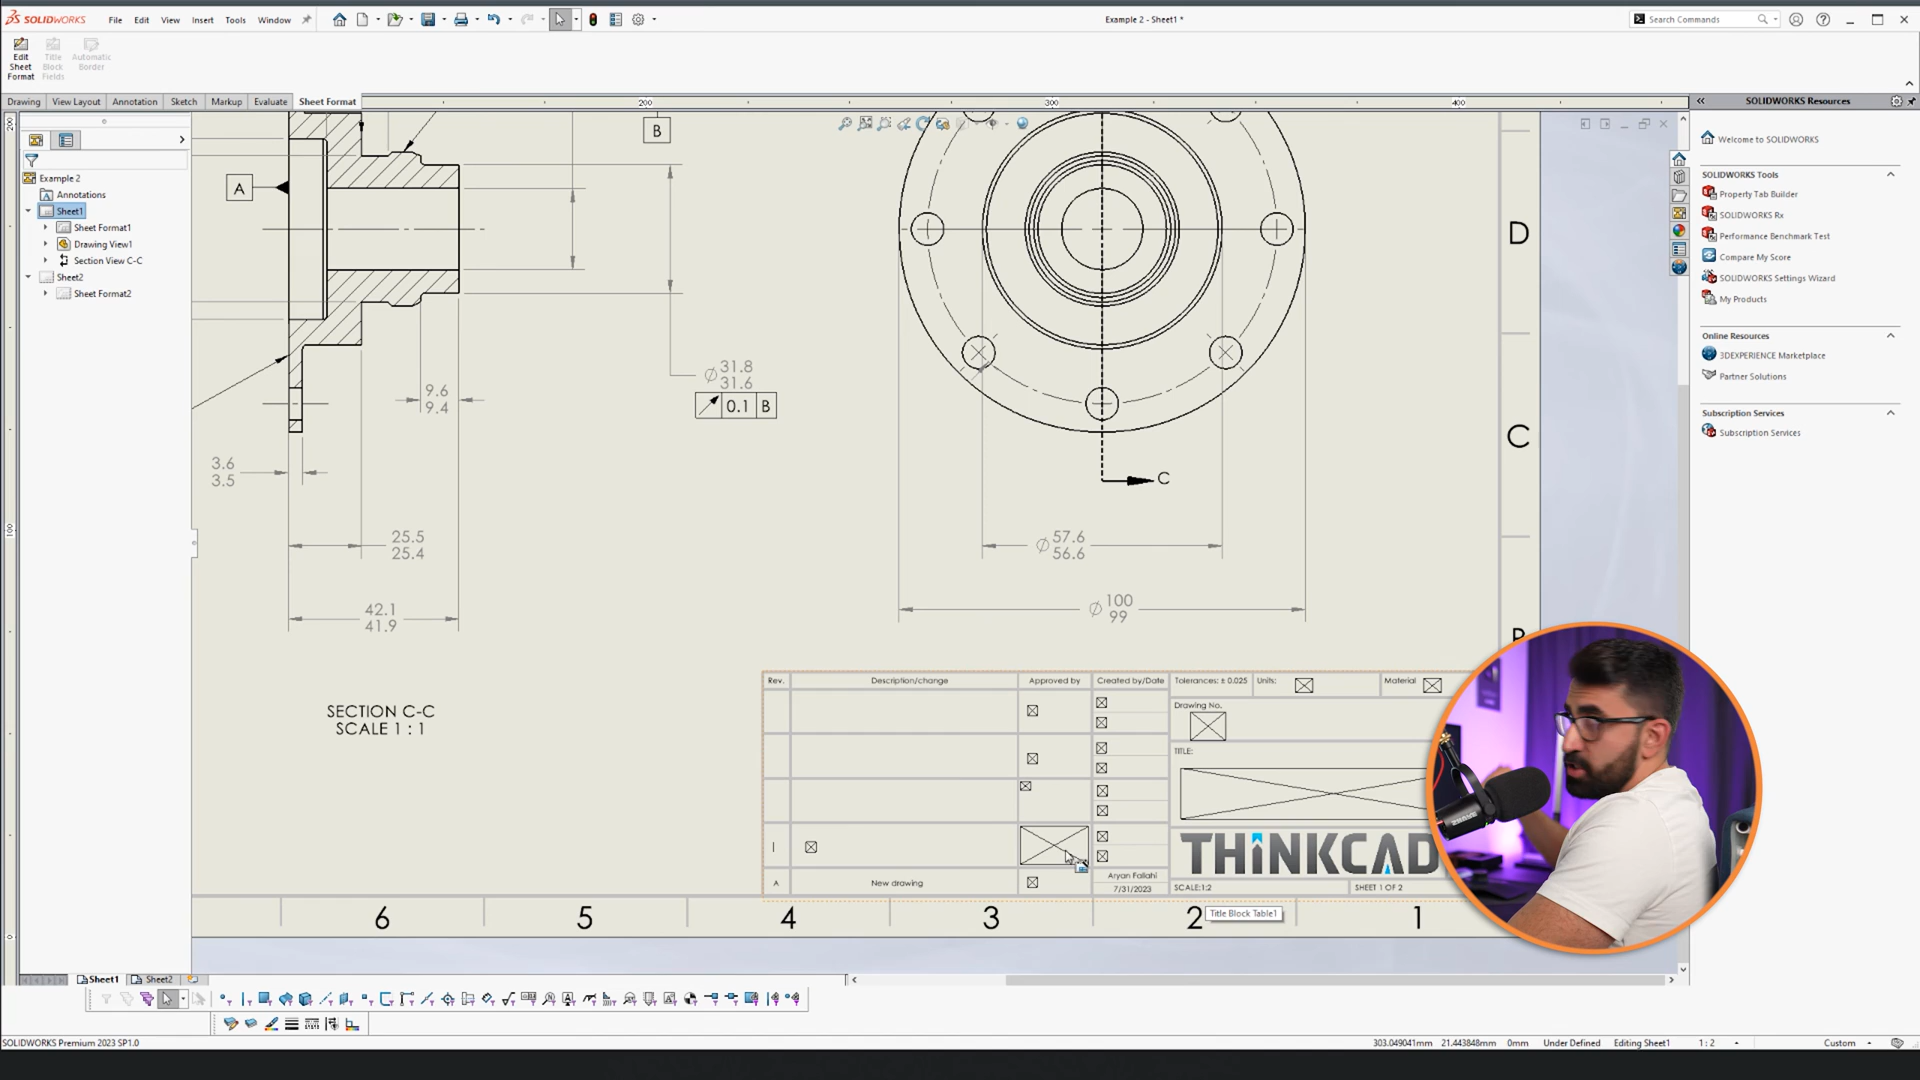 SOLIDWORKS File Edit View Insert Tools Window Example 2 - Sheet1 * Search Commands
Edit Sheet Format Title Block Fields Automatic Border
Drawing View Layout Annotation Sketch Markup Evaluate Sheet Format
200 300 400
200
100
0
Example 2
Annotations
Sheet1
Sheet Format1
Drawing View1
Section View C-C
Sheet2
Sheet Format2
B
A
D
C
31.8
31.6
0.1 B
9.6
9.4
3.6
3.5
C
25.5
25.4
57.6
56.6
42.1
41.9
100
99
SECTION C-C
SCALE 1 : 1
Rev. Description/change Approved by Created by/Date Tolerances: ± 0.025 Units: Material
Drawing No.
TITLE:
THiNKCAD
A New drawing Aryan Fallahi
7/31/2023 SCALE:1:2 SHEET 1 OF 2
6 5 4 3 2 1
Title Block Table1
SOLIDWORKS Resources
Welcome to SOLIDWORKS
SOLIDWORKS Tools
Property Tab Builder
SOLIDWORKS Rx
Performance Benchmark Test
Compare My Score
SOLIDWORKS Settings Wizard
My Products
Online Resources
3DEXPERIENCE Marketplace
Partner Solutions
Subscription Services
Subscription Services
Sheet1 Sheet2
SOLIDWORKS Premium 2023 SP1.0 303.049041mm 21.443848mm 0mm Under Defined Editing Sheet1 1 : 2 Custom